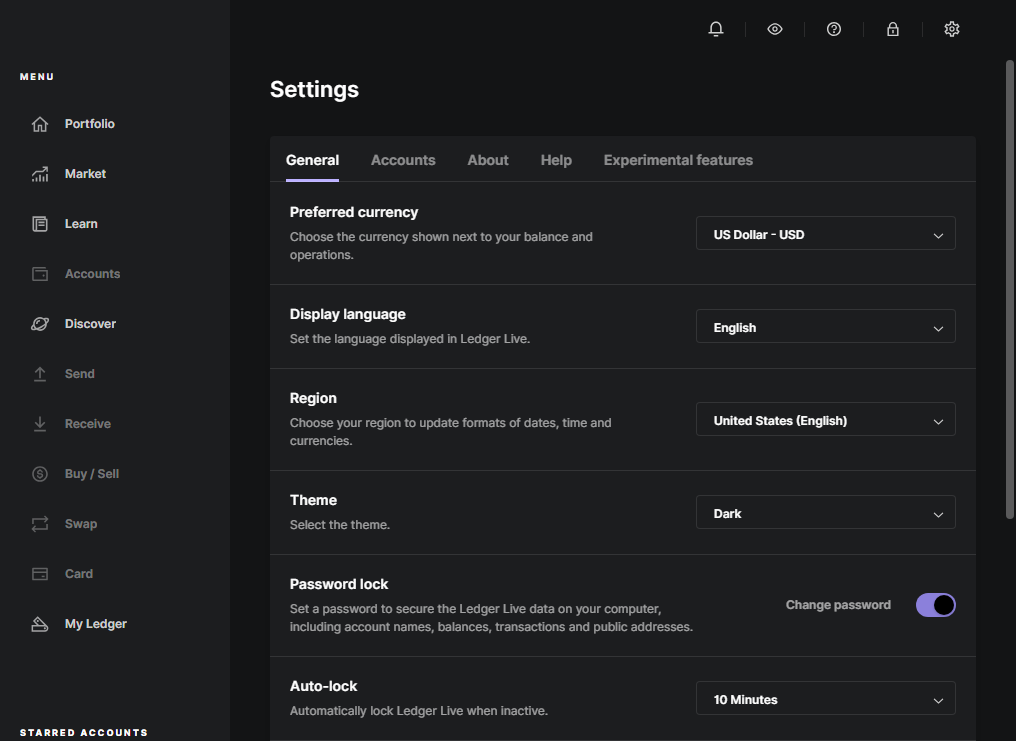 MENU
Portfolio
Market
Learn
Accounts
Discover
Send
Receive
Buy / Sell
Swap
Card
My Ledger
STARRED ACCOUNTS
Settings
General
Accounts
About
Help
Experimental features
Preferred currency
Choose the currency shown next to your balance and
operations.
US Dollar - USD
Display language
Set the language displayed in Ledger Live.
English
Region
Choose your region to update formats of dates, time and
currencies.
United States (English)
Theme
Select the theme.
Dark
Password lock
Set a password to secure the Ledger Live data on your computer,
including account names, balances, transactions and public addresses.
Change password
Auto-lock
Automatically lock Ledger Live when inactive.
10 Minutes